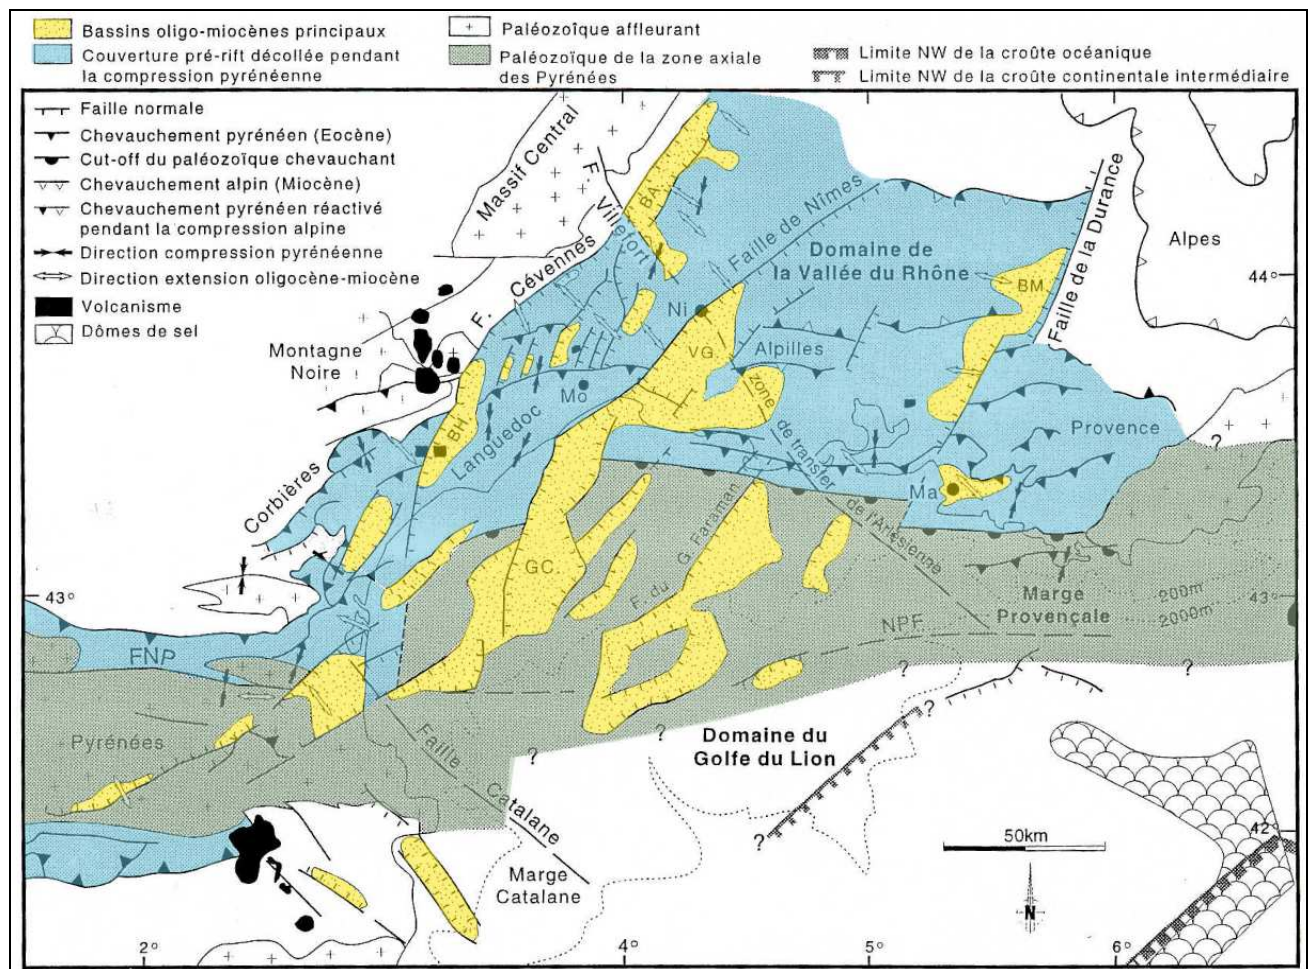 Bassins oligo-miocènes principaux
Couverture pré-rift décollée pendant
la compression pyrénéenne
Paléozoïque affleurant
Paléozoïque de la zone axiale
des Pyrénées
Limite NW de la croûte océanique
Limite NW de la croûte continentale intermédiaire
Faille normale
Chevauchement pyrénéen (Eocène)
Cut-off du paléozoïque chevauchant
Chevauchement alpin (Miocène)
Chevauchement pyrénéen réactivé
pendant la compression alpine
Direction compression pyrénéenne
Direction extension oligocène-miocène
Volcanisme
Dômes de sel
Massif Central
F. Villefort
BA.
F. Cévennes
Faille de Nîmes
Domaine de
la Vallée du Rhône
Faille de la Durance
Alpes
44°
BM.
Ni
VG.
Alpilles
Montagne
Noire
Mo
BH.
Languedoc
zone de transfer de l'Arlésienne
Provence
?
Corbières
Ma
F. du G. Faraman
GC.
43°
Marge
Provençale
200m
2000m
43°
NPF
FNP
?
?
?
?
?
Pyrénées
Faille Catalane
Domaine du
Golfe du Lion
?
?
50km
42°
Marge
Catalane
N
2°
4°
5°
6°